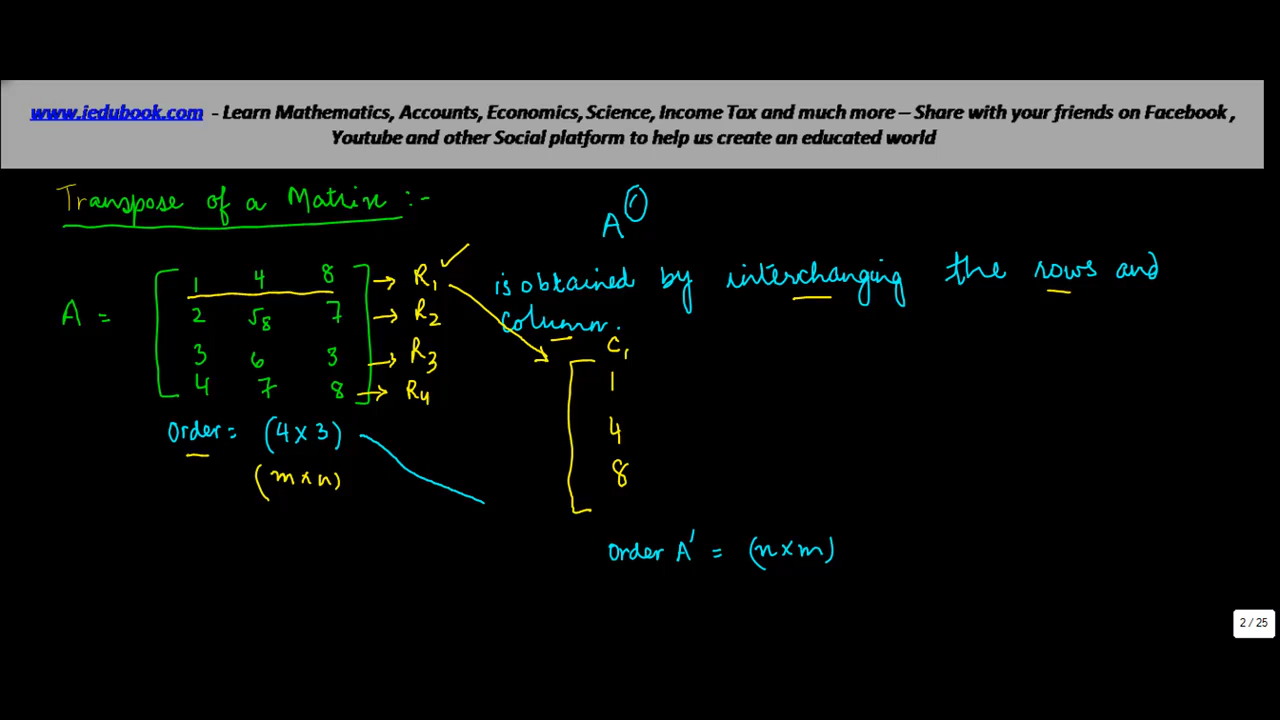 www.iedubook.com - Learn Mathematics, Accounts, Economics, Science, Income Tax and much more – Share with your friends on Facebook ,
Youtube and other Social platform to help us create an educated world
Transpose of a Matrix :-
A'
is obtained by interchanging the rows and
column.
A =
1 4 8 → R1 ✓
2 √8 7 → R2
3 6 3 → R3
4 7 8 → R4
Order = (4 × 3)
(m × n)
C1
1
4
8
Order A' = (n × m)
2 / 25